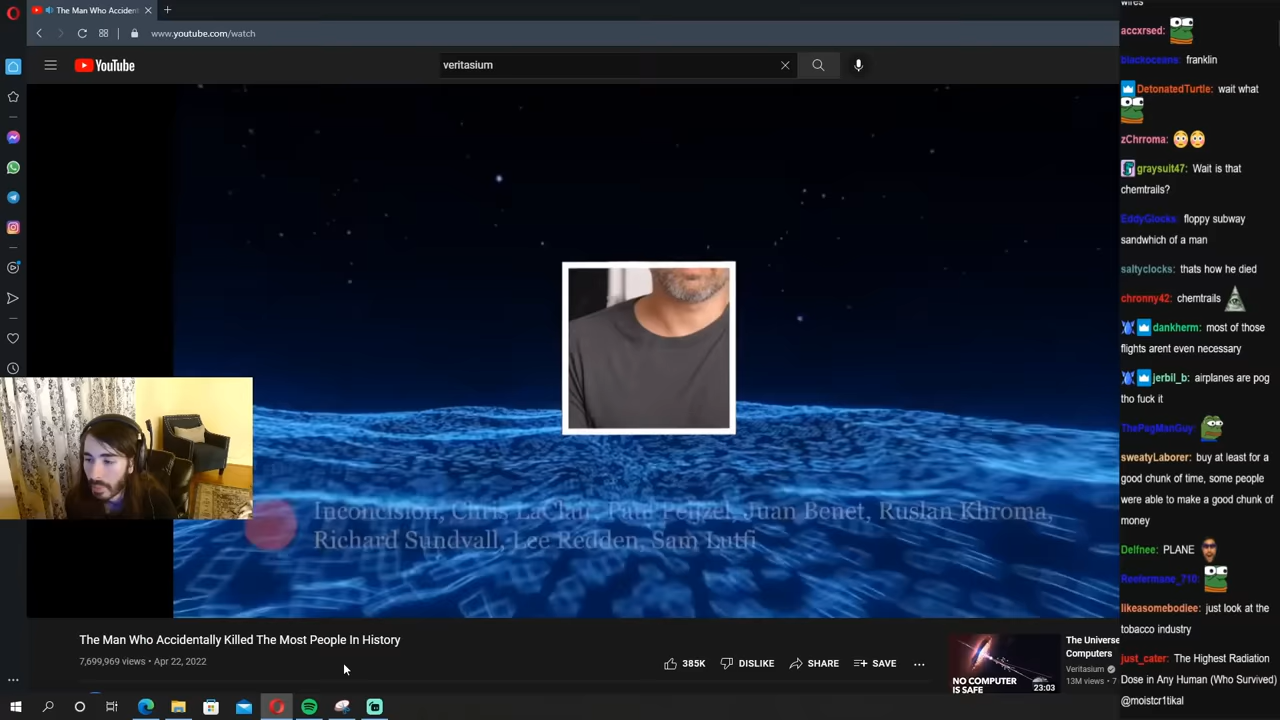 The Man Who Acciden
www.youtube.com/watch
YouTube
veritasium
Inconcision, Chris LaClair, Paul Peijzel, Juan Benet, Ruslan Khroma,
Richard Sundvall, Lee Redden, Sam Lutfi
The Man Who Accidentally Killed The Most People In History
7,699,969 views • Apr 22, 2022
385K
DISLIKE
SHARE
SAVE
NO COMPUTER
IS SAFE
23:03
The Universe
Computers
Veritasium
13M views • 7
wires
accxrsed:
blackoceans: franklin
DetonatedTurtle: wait what
zChrroma:
graysuit47: Wait is that
chemtrails?
EddyGlocks: floppy subway
sandwhich of a man
saltyclocks: thats how he died
chronny42: chemtrails
dankherm: most of those
flights arent even necessary
jerbil_b: airplanes are pog
tho fuck it
ThePagManGuy:
sweatyLaborer: buy at least for a
good chunk of time, some people
were able to make a good chunk of
money
Delfnee: PLANE
Reefermane_710:
likeasomebodiee: just look at the
tobacco industry
just_cater: The Highest Radiation
Dose in Any Human (Who Survived)
@moistcr1tikal